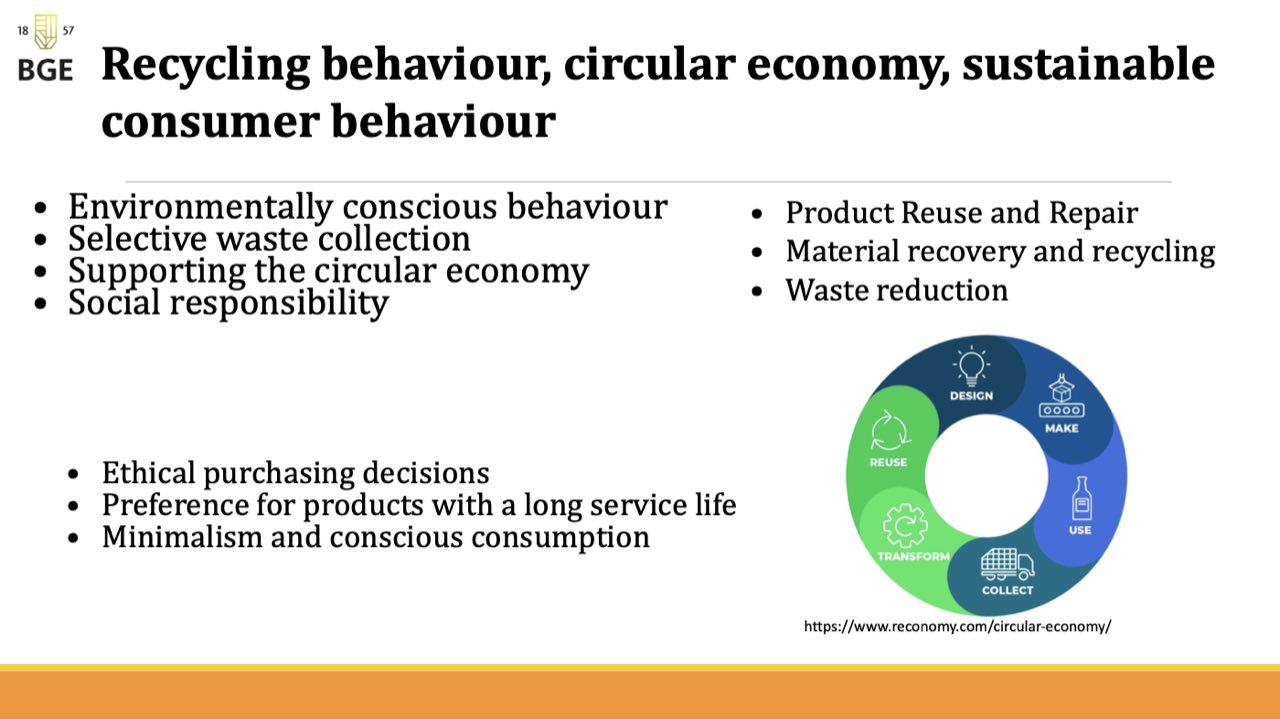 18 57
BGE
Recycling behaviour, circular economy, sustainable
consumer behaviour
• Environmentally conscious behaviour
• Selective waste collection
• Supporting the circular economy
• Social responsibility
• Product Reuse and Repair
• Material recovery and recycling
• Waste reduction
• Ethical purchasing decisions
• Preference for products with a long service life
• Minimalism and conscious consumption
DESIGN
MAKE
USE
COLLECT
TRANSFORM
REUSE
https://www.reconomy.com/circular-economy/